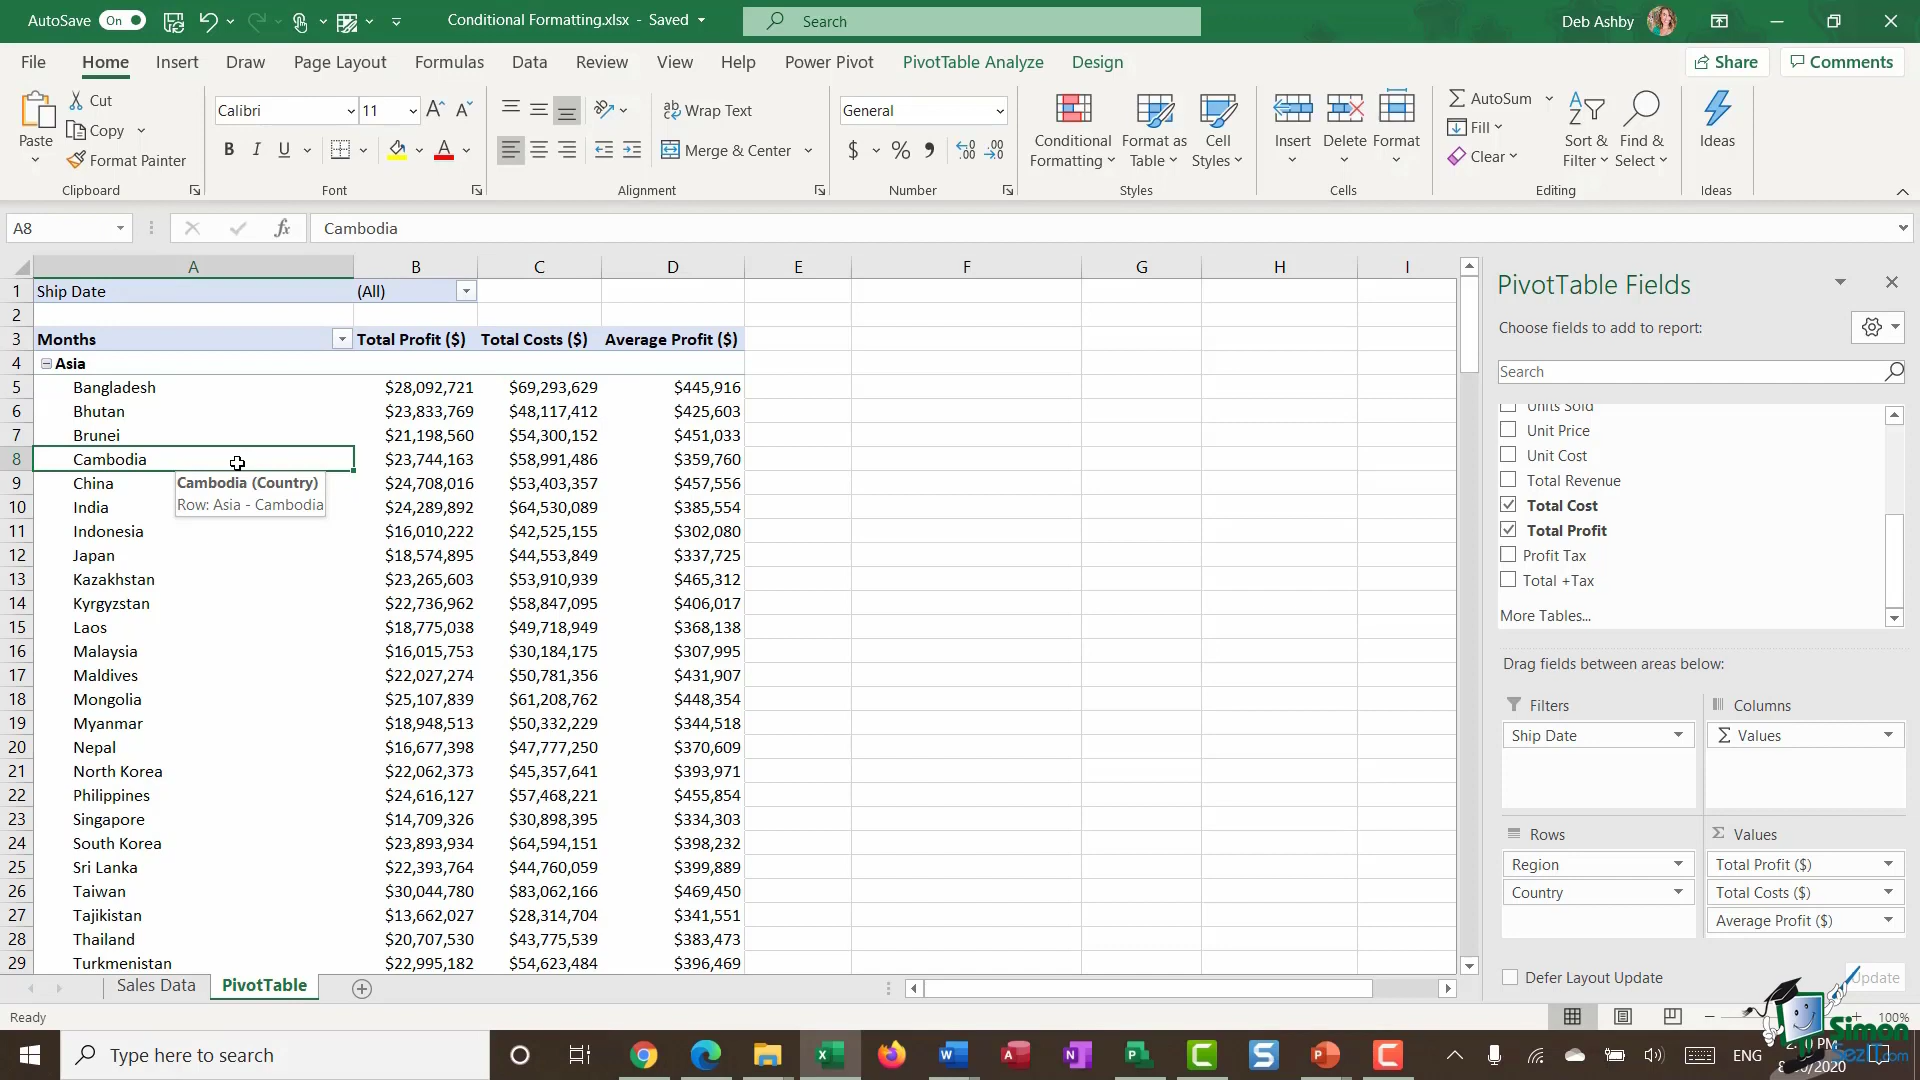 AutoSave On Conditional Formatting.xlsx - Saved Search Deb Ashby
File Home Insert Draw Page Layout Formulas Data Review View Help Power Pivot PivotTable Analyze Design Share Comments
Paste Cut Copy Format Painter Clipboard
Calibri 11 B I U A Font
Wrap Text Merge & Center Alignment
General $ % Number
Conditional Formatting Format as Table Cell Styles Styles
Insert Delete Format Cells
AutoSum Fill Clear Sort & Filter Find & Select Editing
Ideas Ideas
A8 fx Cambodia
A B C D E F G H I
1 Ship Date (All)
2
3 Months Total Profit ($) Total Costs ($) Average Profit ($)
4 Asia
5 Bangladesh $28,092,721 $69,293,629 $445,916
6 Bhutan $23,833,769 $48,117,412 $425,603
7 Brunei $21,198,560 $54,300,152 $451,033
8 Cambodia $23,744,163 $58,991,486 $359,760
9 China $24,708,016 $53,403,357 $457,556
10 India $24,289,892 $64,530,089 $385,554
11 Indonesia $16,010,222 $42,525,155 $302,080
12 Japan $18,574,895 $44,553,849 $337,725
13 Kazakhstan $23,265,603 $53,910,939 $465,312
14 Kyrgyzstan $22,736,962 $58,847,095 $406,017
15 Laos $18,775,038 $49,718,949 $368,138
16 Malaysia $16,015,753 $30,184,175 $307,995
17 Maldives $22,027,274 $50,781,356 $431,907
18 Mongolia $25,107,839 $61,208,762 $448,354
19 Myanmar $18,948,513 $50,332,229 $344,518
20 Nepal $16,677,398 $47,777,250 $370,609
21 North Korea $22,062,373 $45,357,641 $393,971
22 Philippines $24,616,127 $57,468,221 $455,854
23 Singapore $14,709,326 $30,898,395 $334,303
24 South Korea $23,893,934 $64,594,151 $398,232
25 Sri Lanka $22,393,764 $44,760,059 $399,889
26 Taiwan $30,044,780 $83,062,166 $469,450
27 Tajikistan $13,662,027 $28,314,704 $341,551
28 Thailand $20,707,530 $43,775,539 $383,473
29 Turkmenistan $22,995,182 $54,623,484 $396,469
Cambodia (Country)
Row: Asia - Cambodia
PivotTable Fields
Choose fields to add to report:
Search
Units Sold
Unit Price
Unit Cost
Total Revenue
Total Cost
Total Profit
Profit Tax
Total +Tax
More Tables...
Drag fields between areas below:
Filters Columns
Ship Date Values
Rows Values
Region Total Profit ($)
Country Total Costs ($)
Average Profit ($)
Defer Layout Update Update
Sales Data PivotTable
Ready 100%
Type here to search ENG
Simon SezIT.com